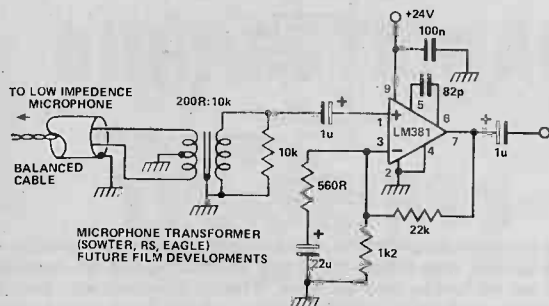 +24V
100n
TO LOW IMPEDENCE
MICROPHONE
BALANCED
CABLE
200R:10k
10k
1u
+
9
5
82p
6
1
+
LM381
7
3
−
2
4
+
1u
560R
+
22u
1k2
22k
MICROPHONE TRANSFORMER
(SOWTER, RS, EAGLE)
FUTURE FILM DEVELOPMENTS